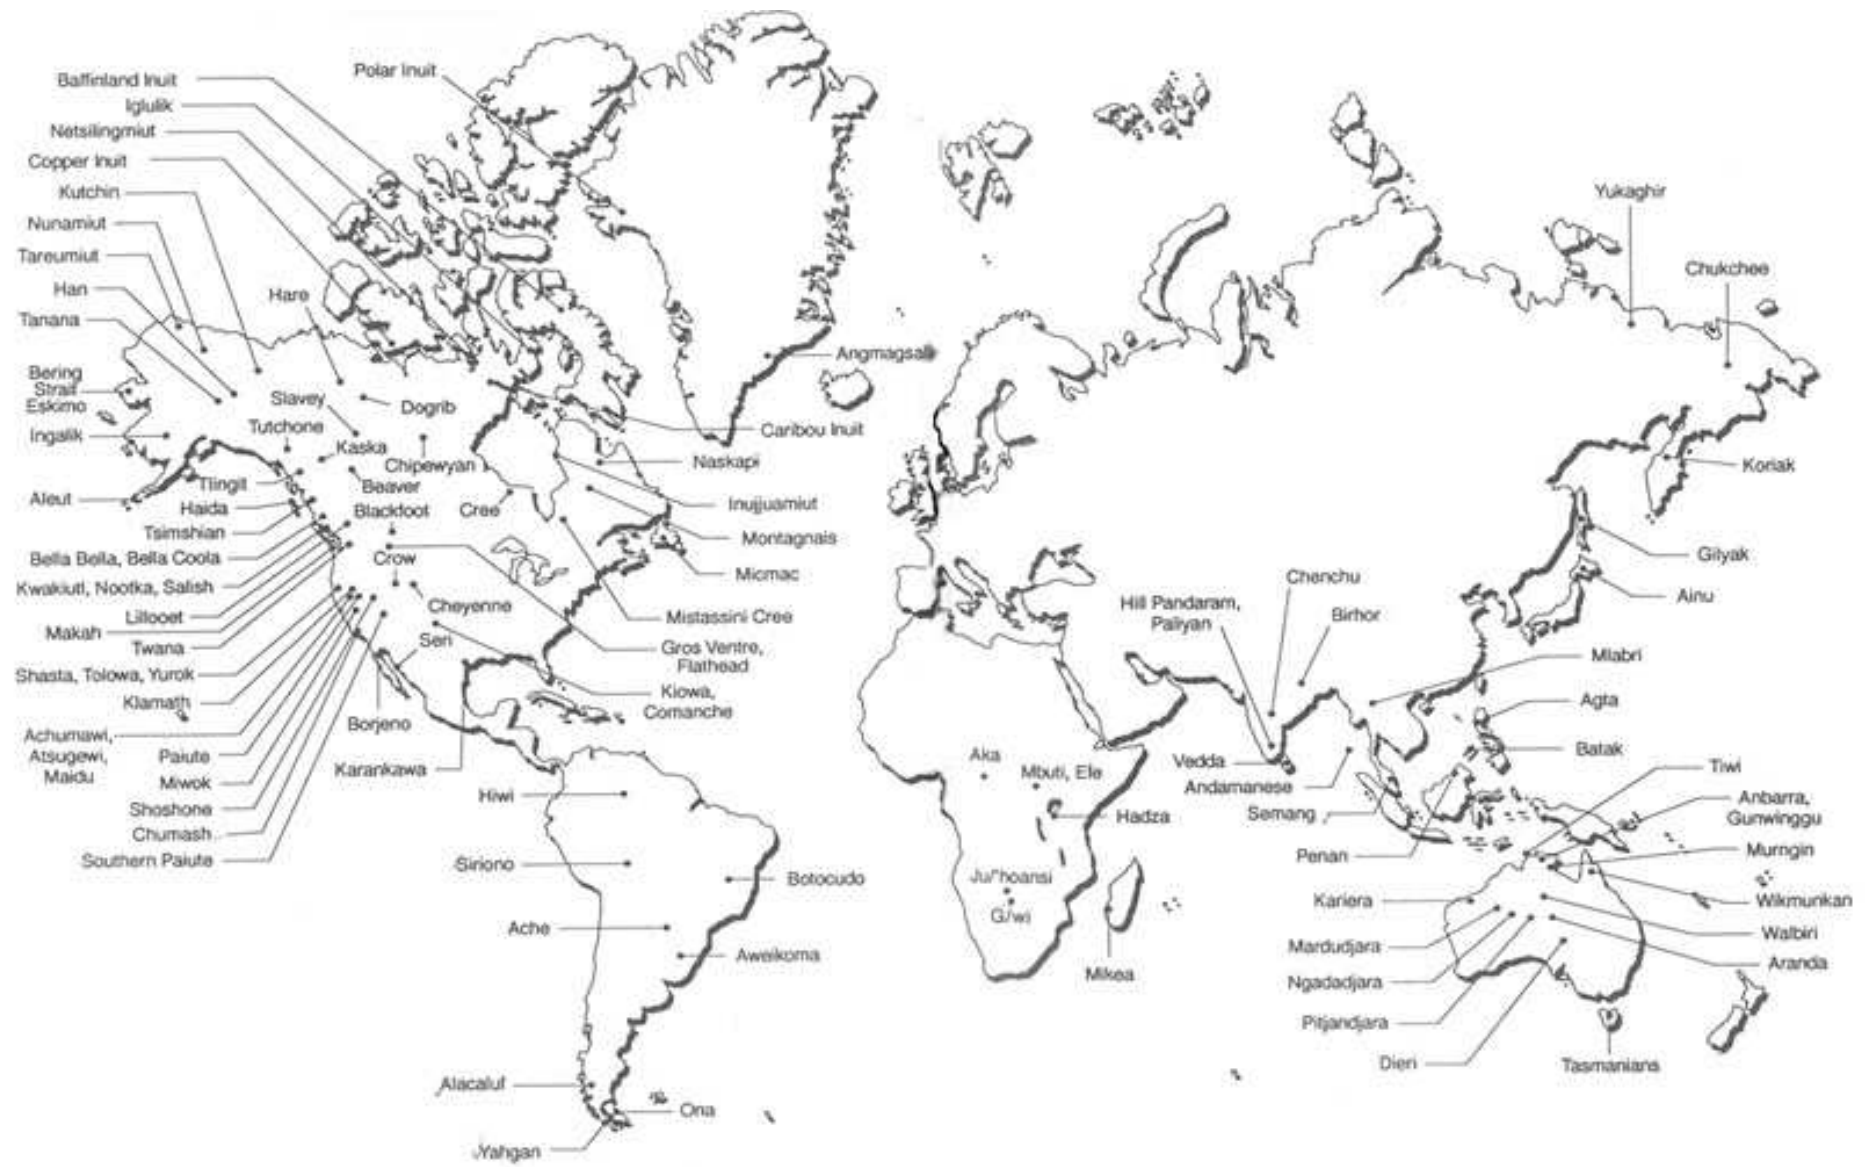 Baffinland Inuit
Iglulik
Netsilingmiut
Copper Inuit
Kutchin
Nunamiut
Tareumiut
Han
Tanana
Bering
Strait
Eskimo
Ingalik
Aleut
Polar Inuit
Hare
Slavey
Tutchone
Kaska
Dogrib
Chipewyan
Beaver
Tlingit
Haida
Blackfoot
Tsimshian
Cree
Bella Bella, Bella Coola
Crow
Kwakiutl, Nootka, Salish
Lillooet
Cheyenne
Makah
Twana
Seri
Shasta, Tolowa, Yurok
Klamath
Borjeno
Achumawi,
Atsugewi,
Maidu
Paiute
Miwok
Shoshone
Chumash
Southern Paiute
Karankawa
Angmagsalik
Caribou Inuit
Naskapi
Inujjuamiut
Montagnais
Micmac
Mistassini Cree
Gros Ventre,
Flathead
Kiowa,
Comanche
Hiwi
Siriono
Botocudo
Ache
Aweikoma
Alacaluf
Ona
Yahgan
Aka
Mbuti, Efe
Hadza
Ju/'hoansi
G/wi
Mikea
Yukaghir
Chukchee
Koriak
Gilyak
Ainu
Chenchu
Hill Pandaram,
Paliyan
Birhor
Mlabri
Agta
Batak
Vedda
Andamanese
Semang
Penan
Tiwi
Anbarra,
Gunwinggu
Murngin
Kariera
Wikmunkan
Walbiri
Mardudjara
Aranda
Ngadadjara
Pitjandjara
Dieri
Tasmanians